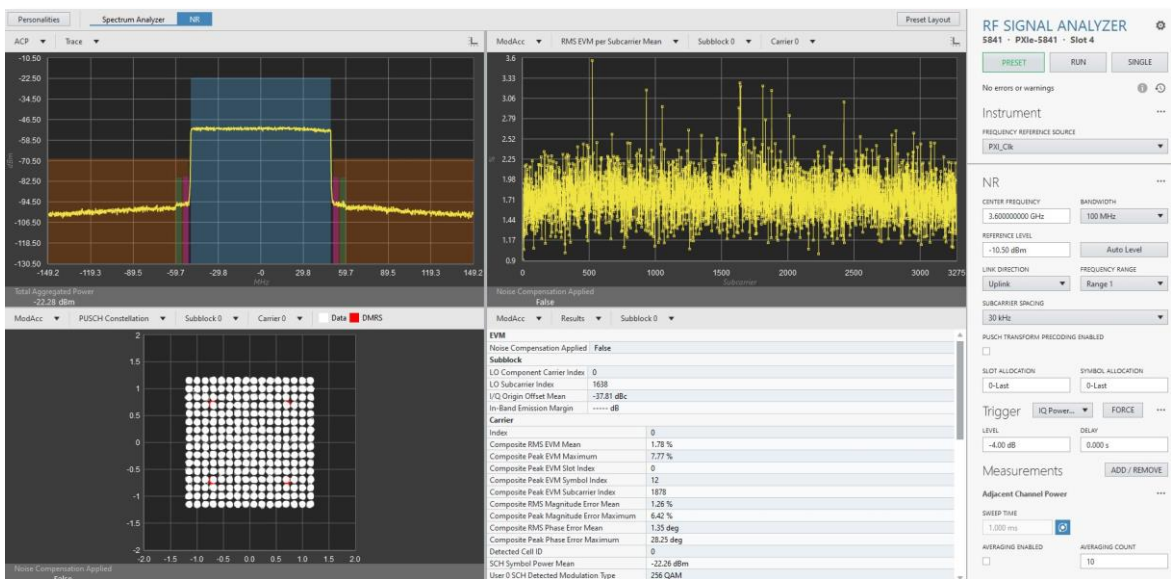 Personalities Spectrum Analyzer NR Preset Layout
ACP Trace
-10.50
-22.50
-34.50
-46.50
-58.50
-70.50
-82.50
-94.50
-106.50
-118.50
-130.50
dBm
-149.2 -119.3 -89.5 -59.7 -29.8 -0 29.8 59.7 89.5 119.3 149.2
MHz
Total Aggregated Power
-22.28 dBm
ModAcc RMS EVM per Subcarrier Mean Subblock 0 Carrier 0
3.6
3.33
3.06
2.79
2.52
2.25
1.98
1.71
1.44
1.17
0.9
%
0 500 1000 1500 2000 2500 3000 3275
Subcarrier
Noise Compensation Applied
False
ModAcc PUSCH Constellation Subblock 0 Carrier 0 Data DMRS
2
1.5
1
0.5
0
-0.5
-1
-1.5
-2
-2.0 -1.5 -1.0 -0.5 0.0 0.5 1.0 1.5 2.0
Noise Compensation Applied
False
ModAcc Results Subblock 0
EVM
Noise Compensation Applied False
Subblock
LO Component Carrier Index 0
LO Subcarrier Index 1638
I/Q Origin Offset Mean -37.81 dBc
In-Band Emission Margin ----- dB
Carrier
Index 0
Composite RMS EVM Mean 1.78 %
Composite Peak EVM Maximum 7.77 %
Composite Peak EVM Slot Index 0
Composite Peak EVM Symbol Index 12
Composite Peak EVM Subcarrier Index 1878
Composite RMS Magnitude Error Mean 1.26 %
Composite Peak Magnitude Error Maximum 6.42 %
Composite RMS Phase Error Mean 1.35 deg
Composite Peak Phase Error Maximum 28.25 deg
Detected Cell ID 0
SCH Symbol Power Mean -22.26 dBm
User 0 SCH Detected Modulation Type 256 QAM
RF SIGNAL ANALYZER
5841 · PXIe-5841 · Slot 4
PRESET RUN SINGLE
No errors or warnings
Instrument
FREQUENCY REFERENCE SOURCE
PXI_Clk
NR
CENTER FREQUENCY BANDWIDTH
3.600000000 GHz 100 MHz
REFERENCE LEVEL
-10.50 dBm Auto Level
LINK DIRECTION FREQUENCY RANGE
Uplink Range 1
SUBCARRIER SPACING
30 kHz
PUSCH TRANSFORM PRECODING ENABLED
SLOT ALLOCATION SYMBOL ALLOCATION
0-Last 0-Last
Trigger IQ Power... FORCE
LEVEL DELAY
-4.00 dB 0.000 s
Measurements ADD / REMOVE
Adjacent Channel Power
SWEEP TIME
1.000 ms
AVERAGING ENABLED AVERAGING COUNT
10